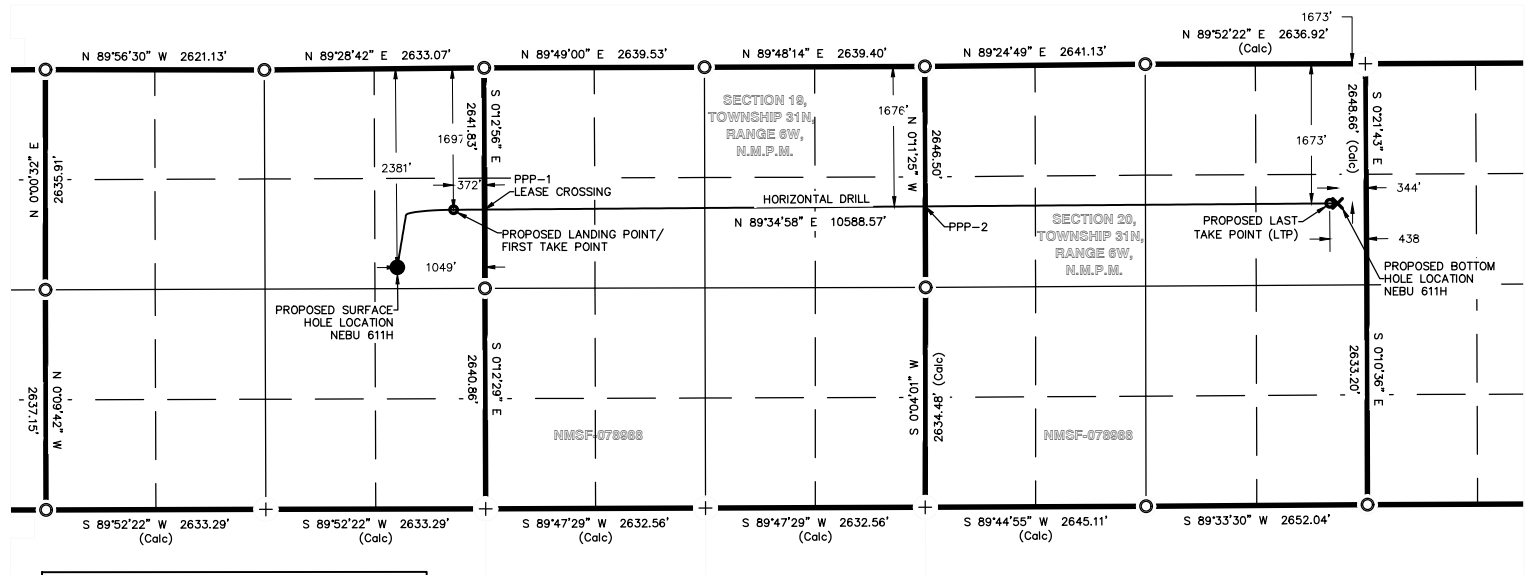 1673'
N 89°56'30" W 2621.13'
N 89°28'42" E 2633.07'
N 89°49'00" E 2639.53'
N 89°48'14" E 2639.40'
N 89°24'49" E 2641.13'
N 89°52'22" E 2636.92'
(Calc)
N 0°00'32" E
2635.91'
2381'
1697'
S 0°12'56" E
2641.83'
372'
PPP-1
LEASE CROSSING
SECTION 19,
TOWNSHIP 31N,
RANGE 6W,
N.M.P.M.
1676'
N 0°11'25" W
2646.50'
1673'
S 0°21'43" E
2648.66' (Calc)
344'
HORIZONTAL DRILL
N 89°34'58" E 10588.57'
PROPOSED LANDING POINT/
FIRST TAKE POINT
PPP-2
SECTION 20,
TOWNSHIP 31N,
RANGE 6W,
N.M.P.M.
PROPOSED LAST
TAKE POINT (LTP)
438
1049'
PROPOSED BOTTOM
HOLE LOCATION
NEBU 611H
PROPOSED SURFACE
HOLE LOCATION
NEBU 611H
N 0°09'42" W
2637.15'
S 0°12'29" E
2640.86'
S 0°04'01" W
2634.48' (Calc)
S 0°10'36" E
2633.20'
NMSF-078988
NMSF-078988
S 89°52'22" W 2633.29'
(Calc)
S 89°52'22" W 2633.29'
(Calc)
S 89°47'29" W 2632.56'
(Calc)
S 89°47'29" W 2632.56'
(Calc)
S 89°44'55" W 2645.11'
(Calc)
S 89°33'30" W 2652.04'
(Calc)